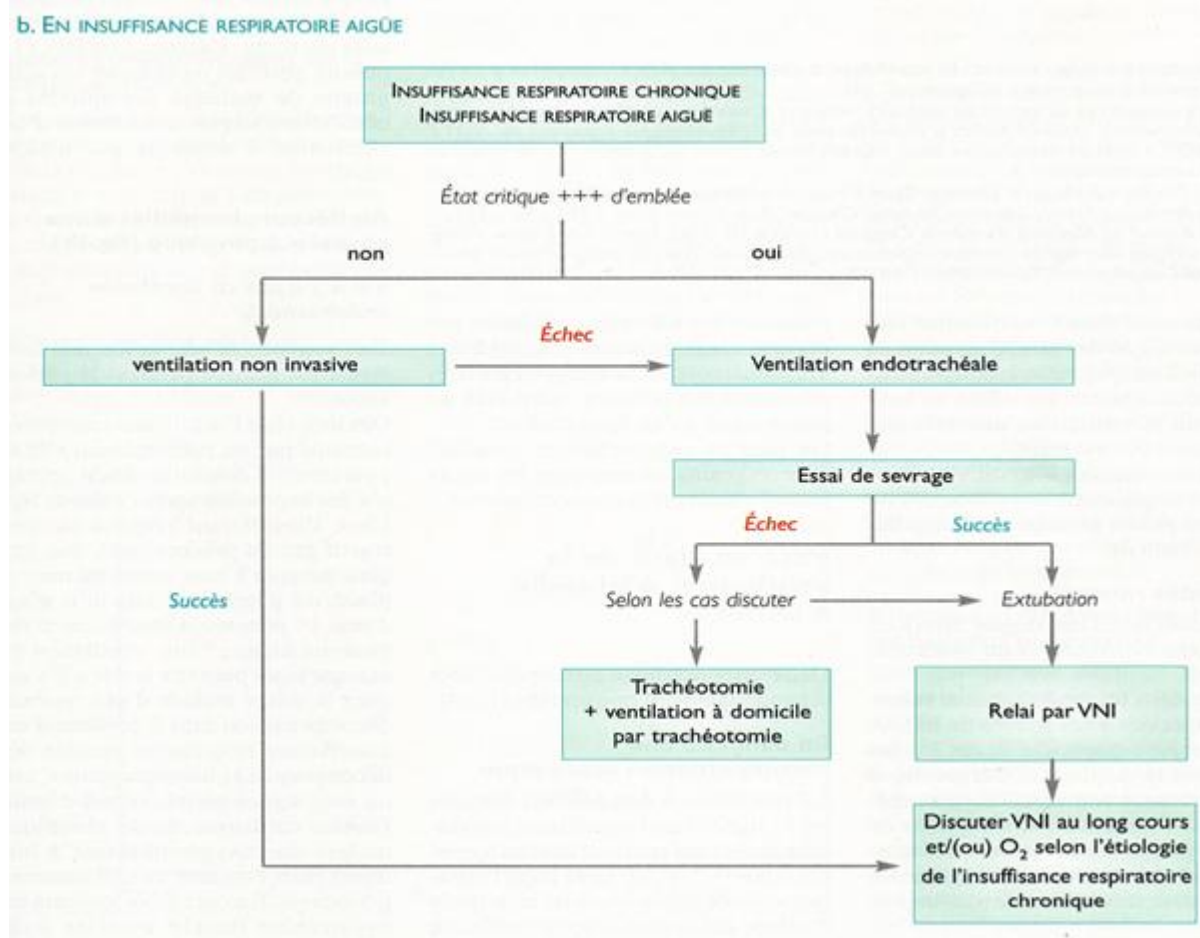 b. EN INSUFFISANCE RESPIRATOIRE AIGÜE
INSUFFISANCE RESPIRATOIRE CHRONIQUE
INSUFFISANCE RESPIRATOIRE AIGUË
État critique +++ d'emblée
non
oui
Échec
ventilation non invasive
Ventilation endotrachéale
Essai de sevrage
Échec
Succès
Succès
Selon les cas discuter
Extubation
Trachéotomie
+ ventilation à domicile
par trachéotomie
Relai par VNI
Discuter VNI au long cours
et/(ou) O₂ selon l'étiologie
de l'insuffisance respiratoire
chronique